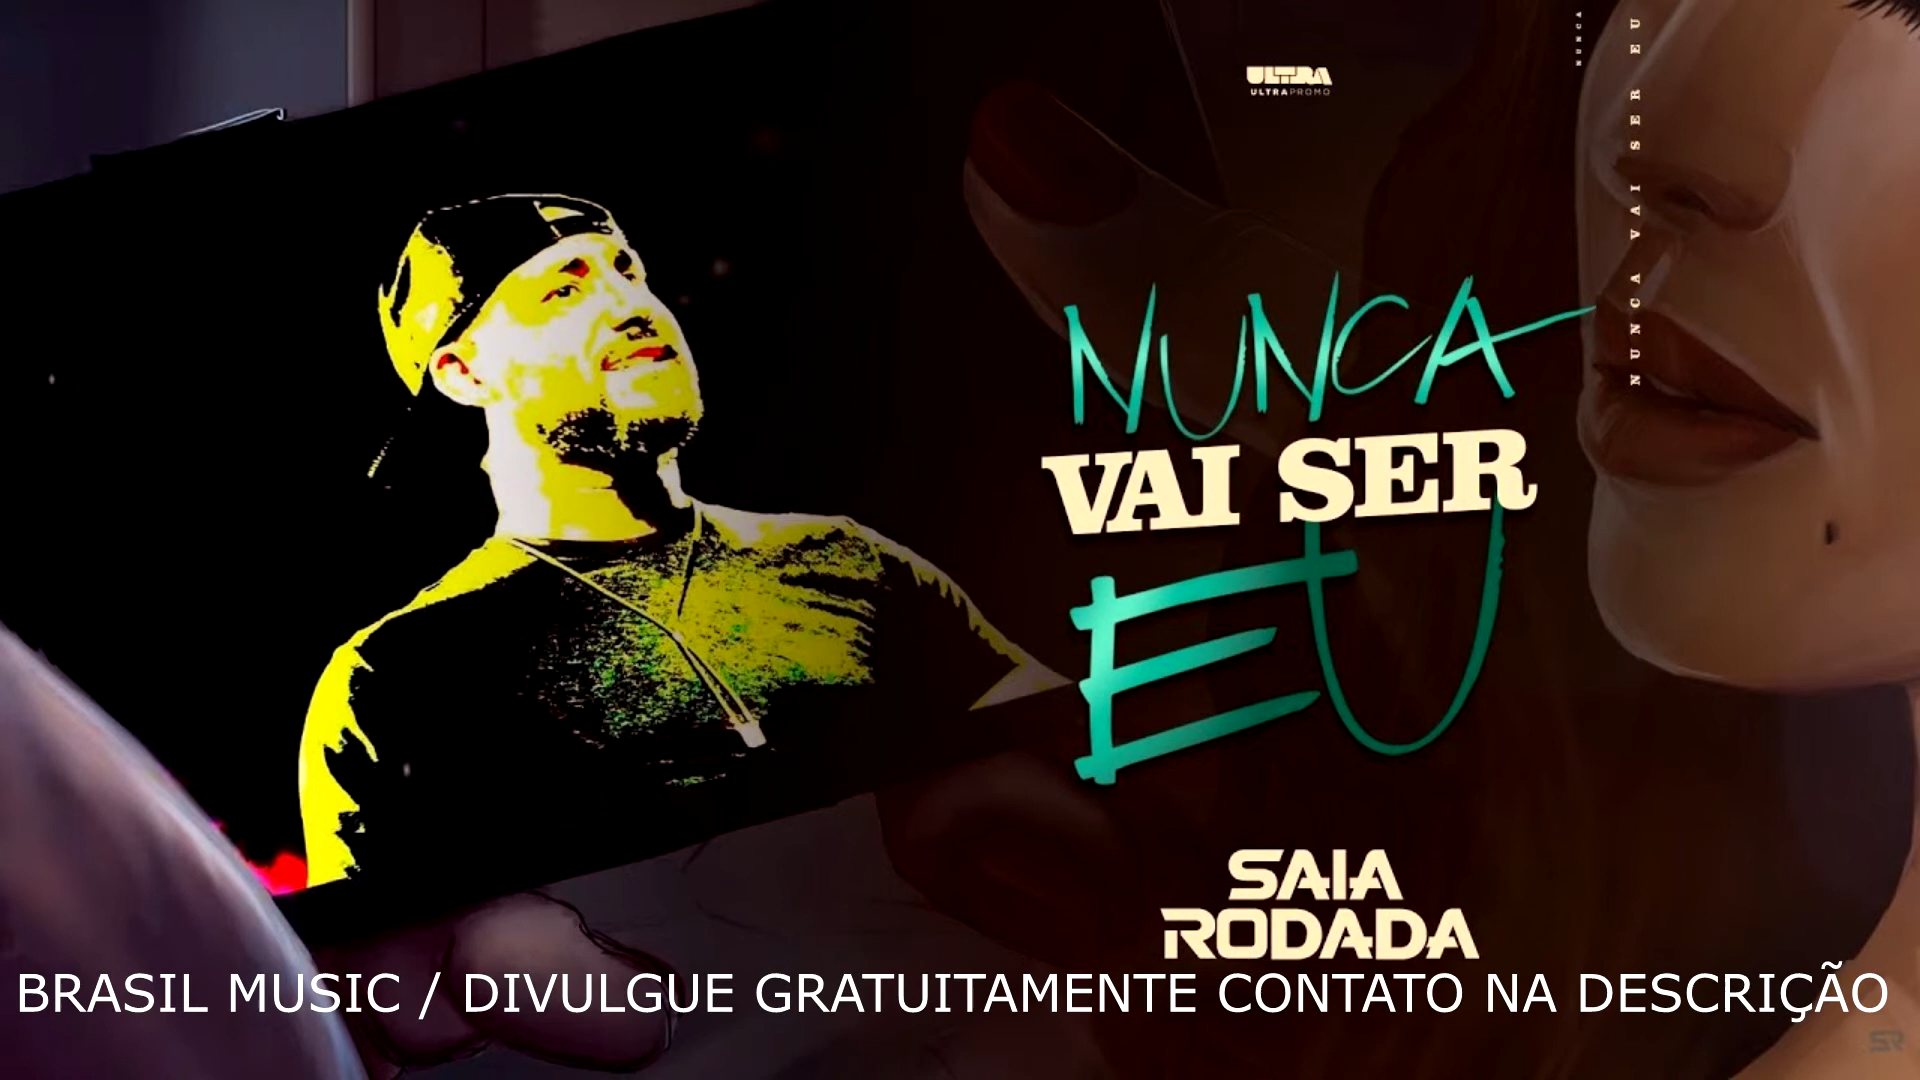 ULTRA
ULTRAPROMO
NUNCA
NUNCA VAI SER EU
NUNCA
VAI SER
EU
SAIA
RODADA
BRASIL MUSIC / DIVULGUE GRATUITAMENTE CONTATO NA DESCRIÇÃO
SR